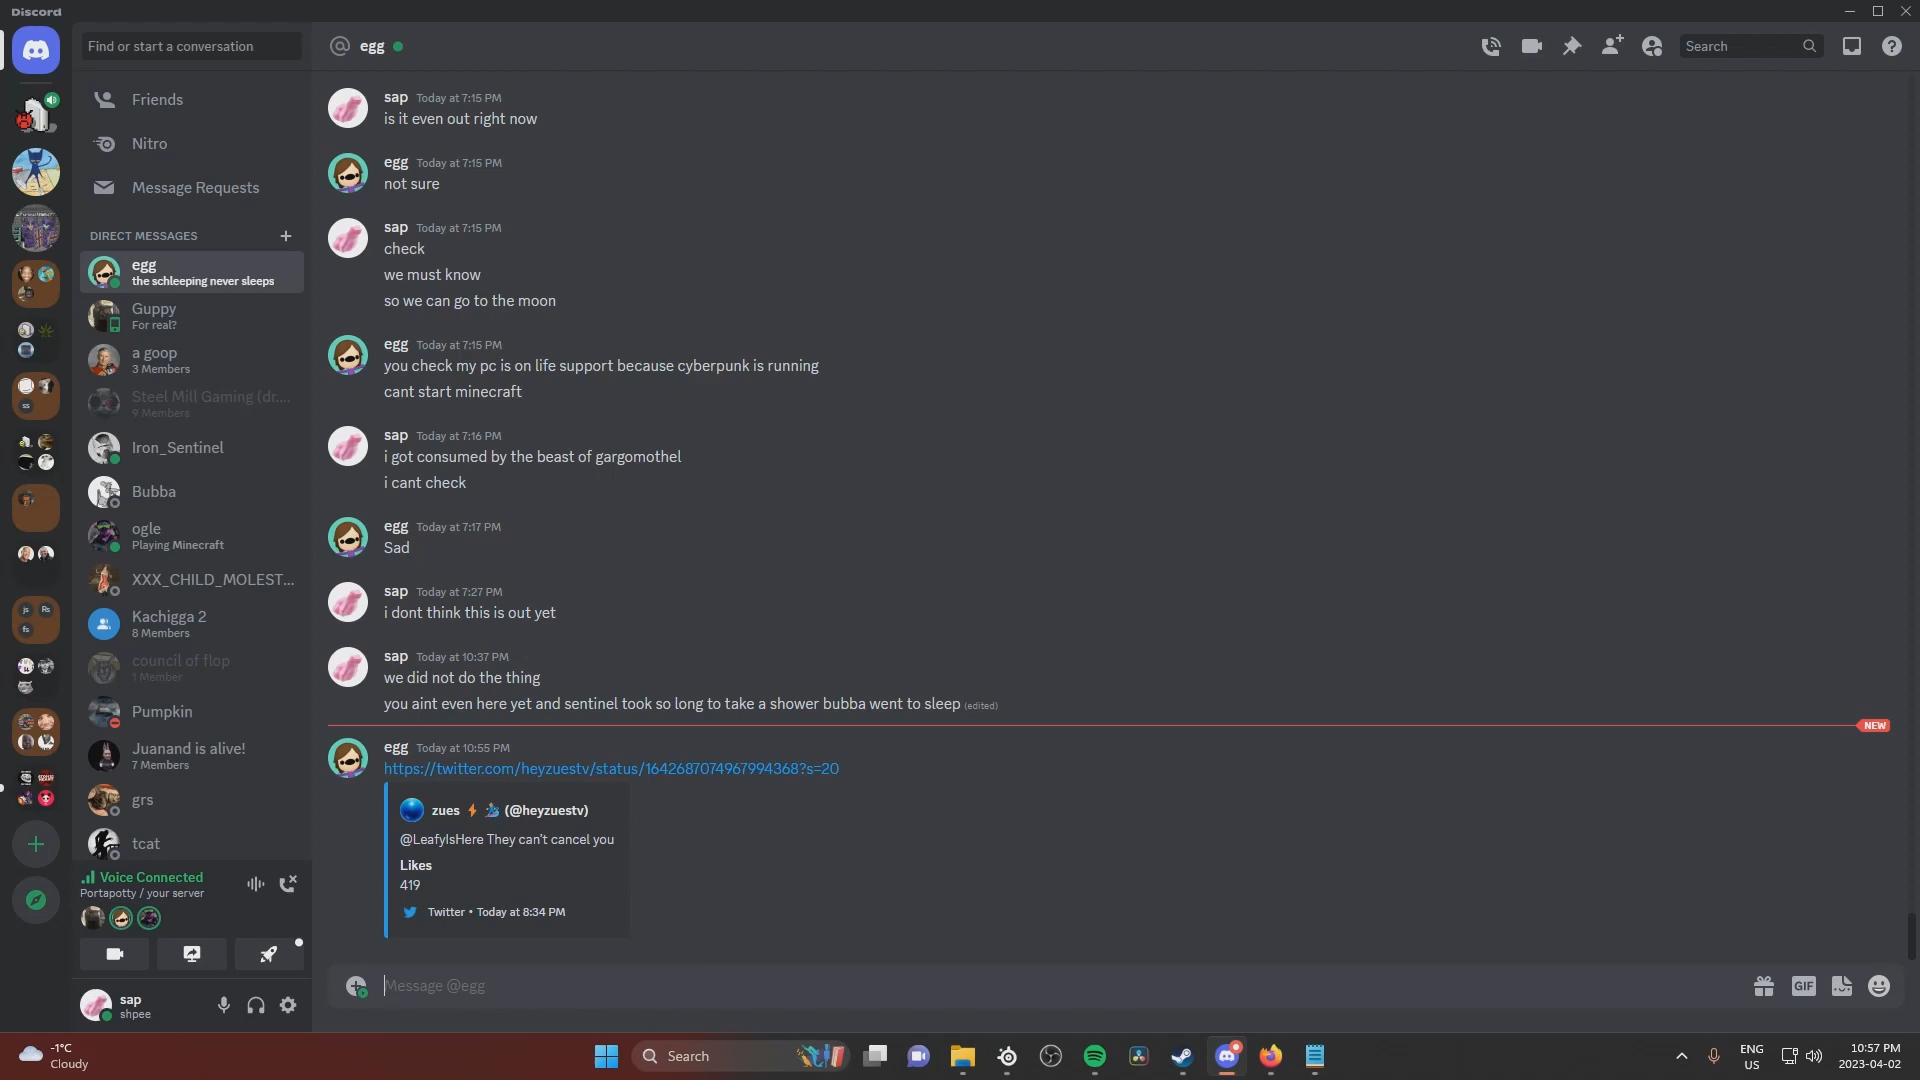 Discord
Find or start a conversation
Friends
Nitro
Message Requests
DIRECT MESSAGES
egg
the schleeping never sleeps
Guppy
For real?
a goop
3 Members
Steel Mill Gaming (dr....
9 Members
Iron_Sentinel
Bubba
ogle
Playing Minecraft
XXX_CHILD_MOLEST...
Kachigga 2
8 Members
council of flop
1 Member
Pumpkin
Juanand is alive!
7 Members
grs
tcat
Voice Connected
Portapotty / your server
sap
shpee
ss
js
Rs
fs
egg
Search
sap Today at 7:15 PM
is it even out right now
egg Today at 7:15 PM
not sure
sap Today at 7:15 PM
check
we must know
so we can go to the moon
egg Today at 7:15 PM
you check my pc is on life support because cyberpunk is running
cant start minecraft
sap Today at 7:16 PM
i got consumed by the beast of gargomothel
i cant check
egg Today at 7:17 PM
Sad
sap Today at 7:27 PM
i dont think this is out yet
sap Today at 10:37 PM
we did not do the thing
you aint even here yet and sentinel took so long to take a shower bubba went to sleep (edited)
NEW
egg Today at 10:55 PM
https://twitter.com/heyzuestv/status/1642687074967994368?s=20
zues (@heyzuestv)
@LeafyIsHere They can't cancel you
Likes
419
Twitter • Today at 8:34 PM
Message @egg
GIF
-1°C
Cloudy
Search
ENG
US
10:57 PM
2023-04-02